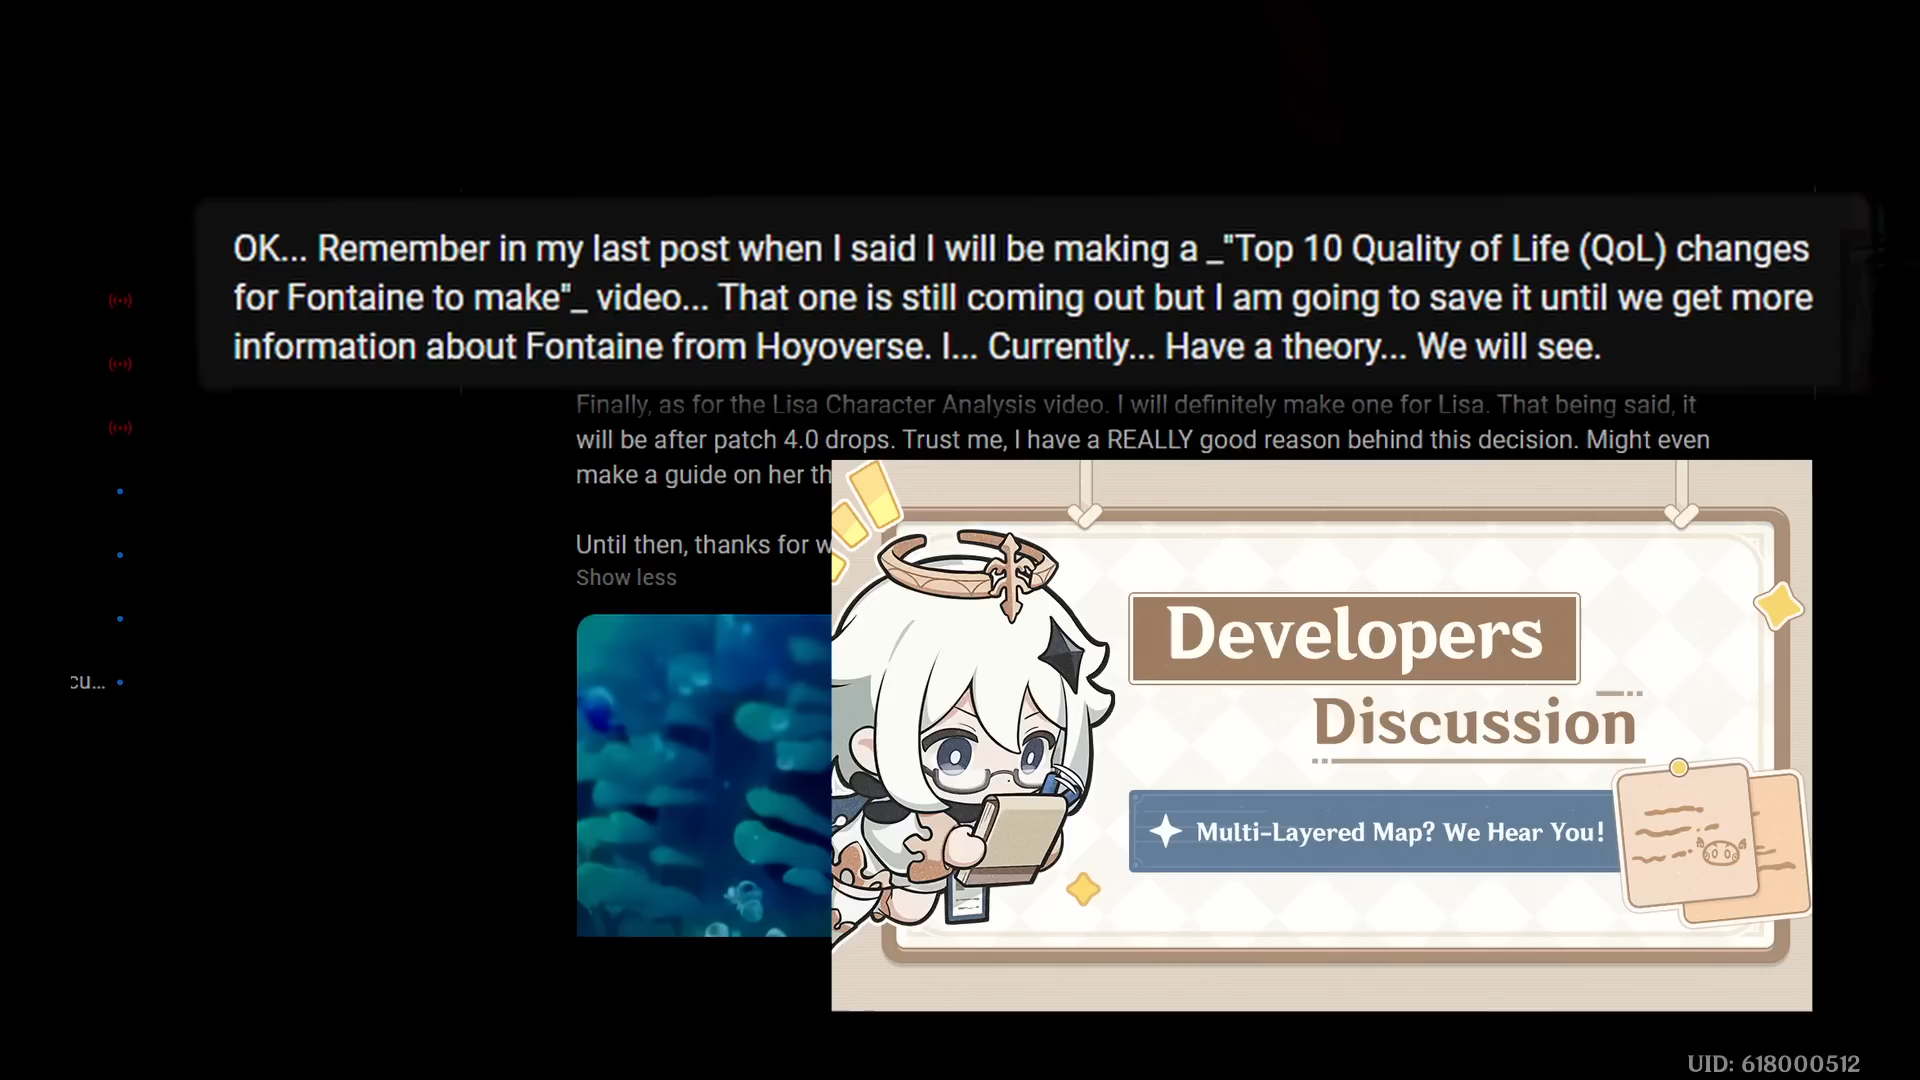 OK... Remember in my last post when I said I will be making a _"Top 10 Quality of Life (QoL) changes
for Fontaine to make"_ video... That one is still coming out but I am going to save it until we get more
information about Fontaine from Hoyoverse. I... Currently... Have a theory... We will see.
Finally, as for the Lisa Character Analysis video. I will definitely make one for Lisa. That being said, it
will be after patch 4.0 drops. Trust me, I have a REALLY good reason behind this decision. Might even
make a guide on her th
Until then, thanks for w
Show less
cu...
Developers
Discussion
Multi-Layered Map? We Hear You!
UID: 618000512